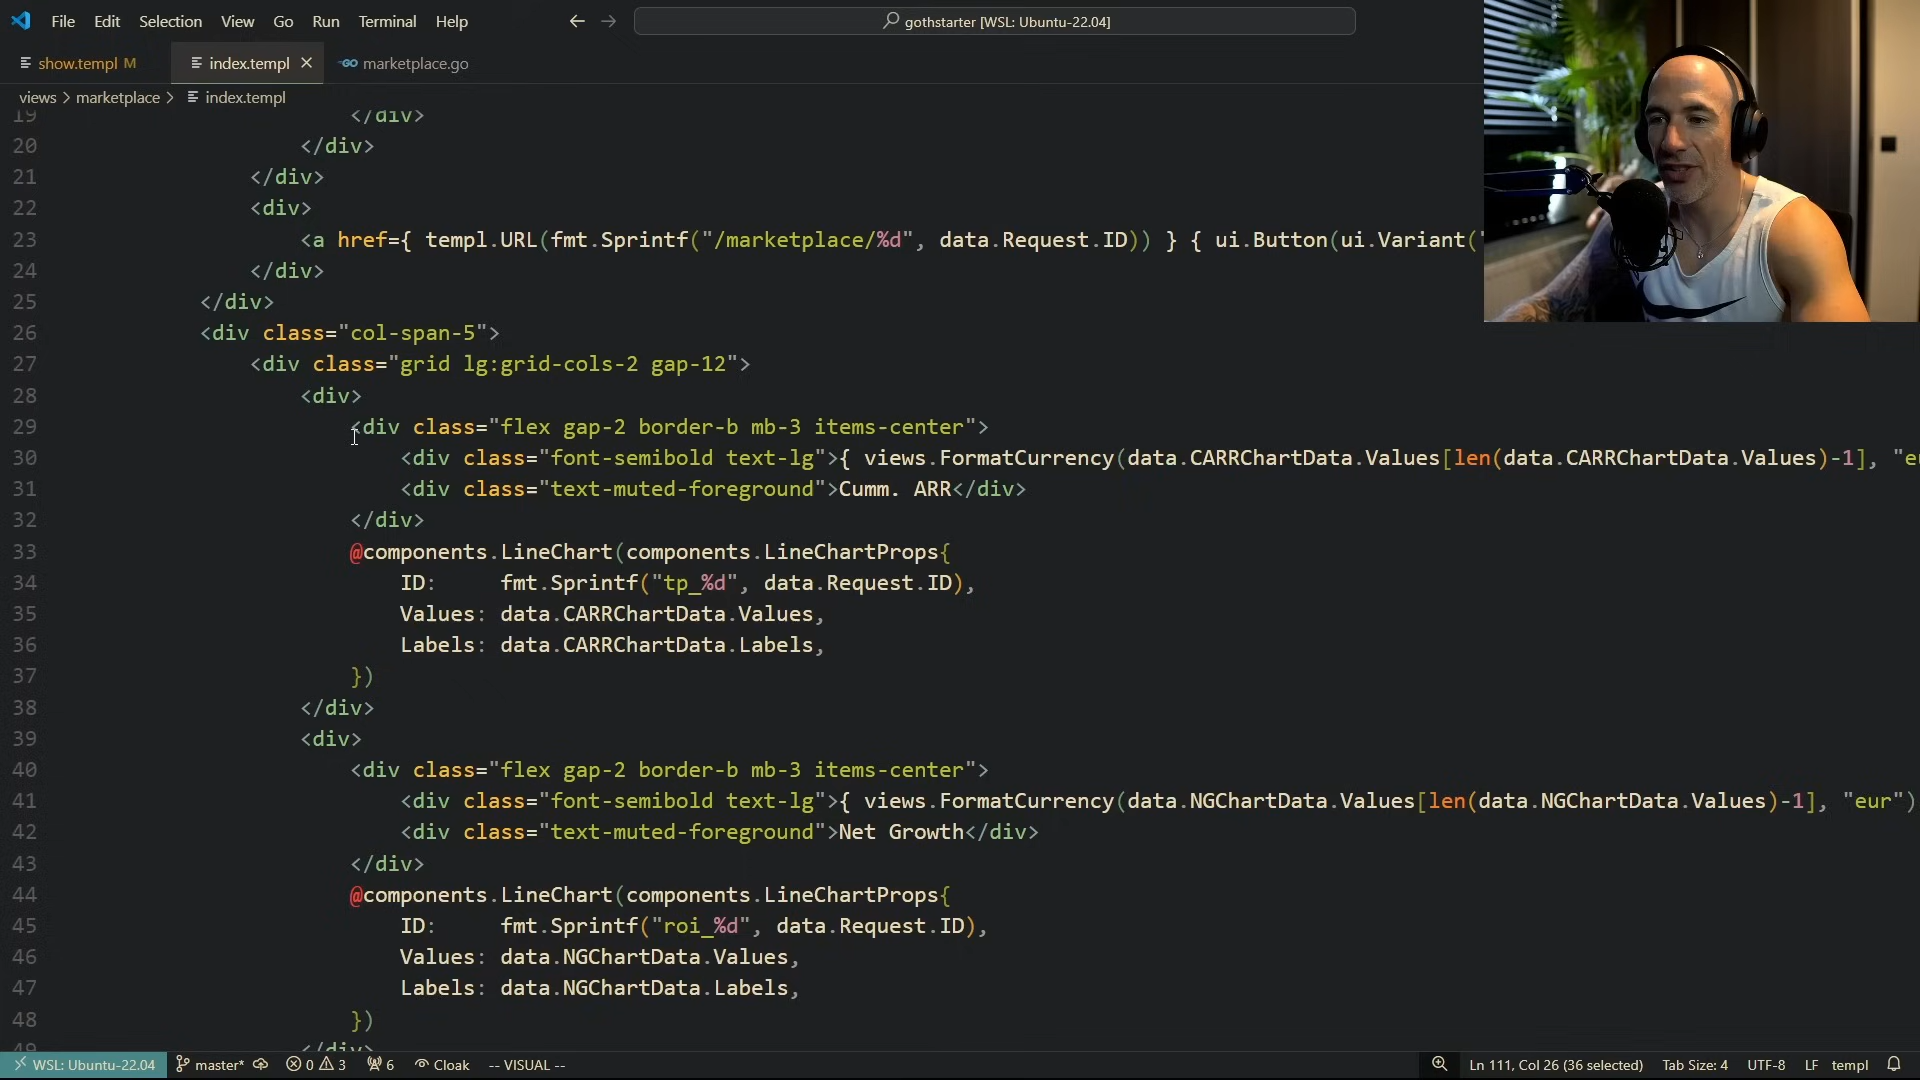 File Edit Selection View Go Run Terminal Help
gothstarter [WSL: Ubuntu-22.04]
show.templ M index.templ marketplace.go
views > marketplace > index.templ
19 </div>
20 </div>
21 </div>
22 <div>
23 <a href={ templ.URL(fmt.Sprintf("/marketplace/%d", data.Request.ID)) } { ui.Button(ui.Variant("
24 </div>
25 </div>
26 <div class="col-span-5">
27 <div class="grid lg:grid-cols-2 gap-12">
28 <div>
29 <div class="flex gap-2 border-b mb-3 items-center">
30 <div class="font-semibold text-lg">{ views.FormatCurrency(data.CARRChartData.Values[len(data.CARRChartData.Values)-1], "eu
31 <div class="text-muted-foreground">Cumm. ARR</div>
32 </div>
33 @components.LineChart(components.LineChartProps{
34 ID: fmt.Sprintf("tp_%d", data.Request.ID),
35 Values: data.CARRChartData.Values,
36 Labels: data.CARRChartData.Labels,
37 })
38 </div>
39 <div>
40 <div class="flex gap-2 border-b mb-3 items-center">
41 <div class="font-semibold text-lg">{ views.FormatCurrency(data.NGChartData.Values[len(data.NGChartData.Values)-1], "eur")
42 <div class="text-muted-foreground">Net Growth</div>
43 </div>
44 @components.LineChart(components.LineChartProps{
45 ID: fmt.Sprintf("roi_%d", data.Request.ID),
46 Values: data.NGChartData.Values,
47 Labels: data.NGChartData.Labels,
48 })
49 </div>
WSL: Ubuntu-22.04 master* 0 3 6 Cloak -- VISUAL -- Ln 111, Col 26 (36 selected) Tab Size: 4 UTF-8 LF templ